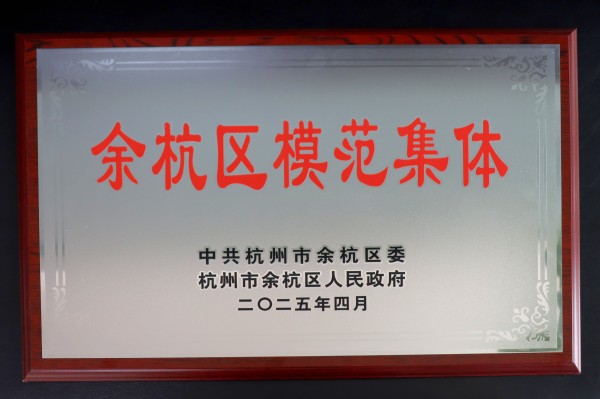 余杭区模范集体
中共杭州市余杭区委
杭州市余杭区人民政府
二〇二五年四月